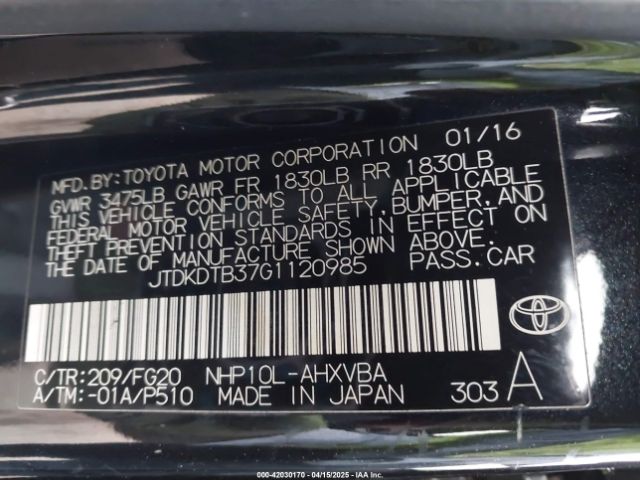 MFD.BY:TOYOTA MOTOR CORPORATION 01/16
GVWR 3475LB GAWR FR 1830LB RR 1830LB
THIS VEHICLE CONFORMS TO ALL APPLICABLE
FEDERAL MOTOR VEHICLE SAFETY,BUMPER,AND
THEFT PREVENTION STANDARDS IN EFFECT ON
THE DATE OF MANUFACTURE SHOWN ABOVE.
JTDKDTB37G1120985 PASS.CAR
C/TR:209/FG20 NHP10L-AHXVBA
A/TM:-01A/P510 MADE IN JAPAN 303 A
000-42030170 - 04/15/2025 - IAA Inc.